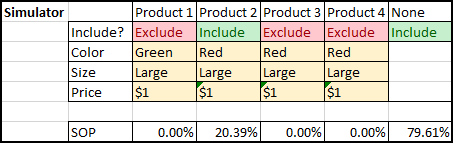 Simulator Product 1 Product 2 Product 3 Product 4 None
Include? Exclude Include Exclude Exclude Include
Color Green Red Red Red
Size Large Large Large Large
Price $1 $1 $1 $1
SOP 0.00% 20.39% 0.00% 0.00% 79.61%